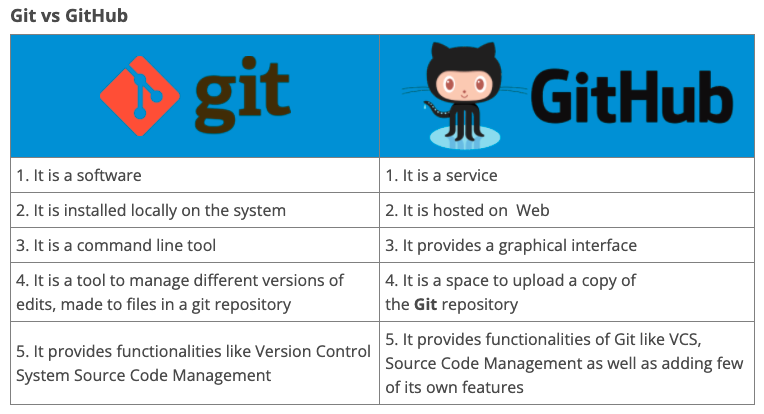 Git vs GitHub
git
GitHub
1. It is a software
1. It is a service
2. It is installed locally on the system
2. It is hosted on  Web
3. It is a command line tool
3. It provides a graphical interface
4. It is a tool to manage different versions of
edits, made to files in a git repository
4. It is a space to upload a copy of
the Git repository
5. It provides functionalities like Version Control
System Source Code Management
5. It provides functionalities of Git like VCS,
Source Code Management as well as adding few
of its own features